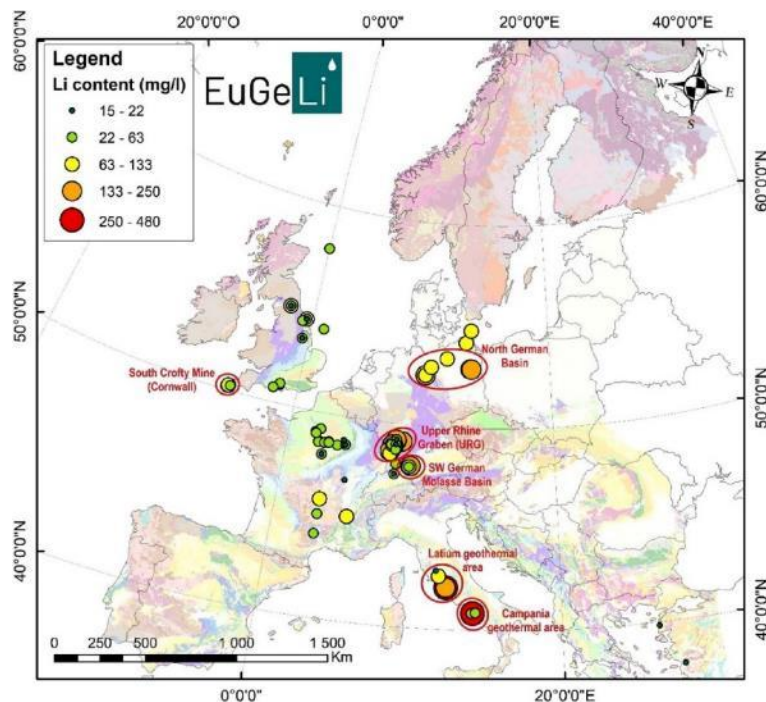 20°0'0"O
0°0'0"
20°0'0"E
40°0'0"E
60°0'0"N
Legend
Li content (mg/l)
15 - 22
22 - 63
63 - 133
133 - 250
250 - 480
EuGeLi
N
W
E
S
60°0'0"N
50°0'0"N
South Crofty Mine
(Cornwall)
North German
Basin
50°0'0"N
Upper Rhine
Graben (URG)
SW German
Molasse Basin
40°0'0"N
Latium geothermal
area
Campania
geothermal area
40°0'0"N
0 250 500 1 000 1 500
Km
0°0'0"
20°0'0"E